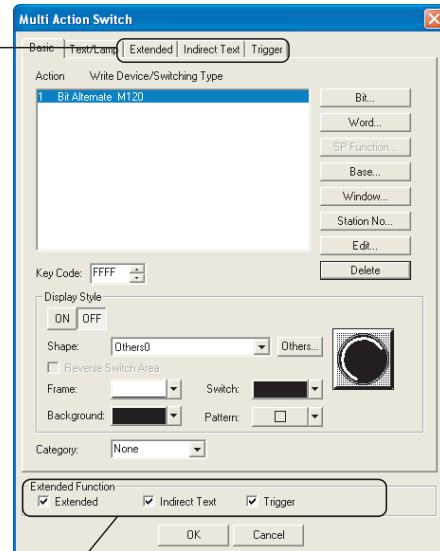 Multi Action Switch
Basic Text/Lamp Extended Indirect Text Trigger
Action Write Device/Switching Type
1 Bit Alternate M120
Bit...
Word...
SP Function...
Base...
Window...
Station No...
Edit...
Delete
Key Code: FFFF
Display Style
ON OFF
Shape: Others0 Others...
Reverse Switch Area
Frame: Switch:
Background: Pattern:
Category: None
Extended Function
Extended Indirect Text Trigger
OK Cancel